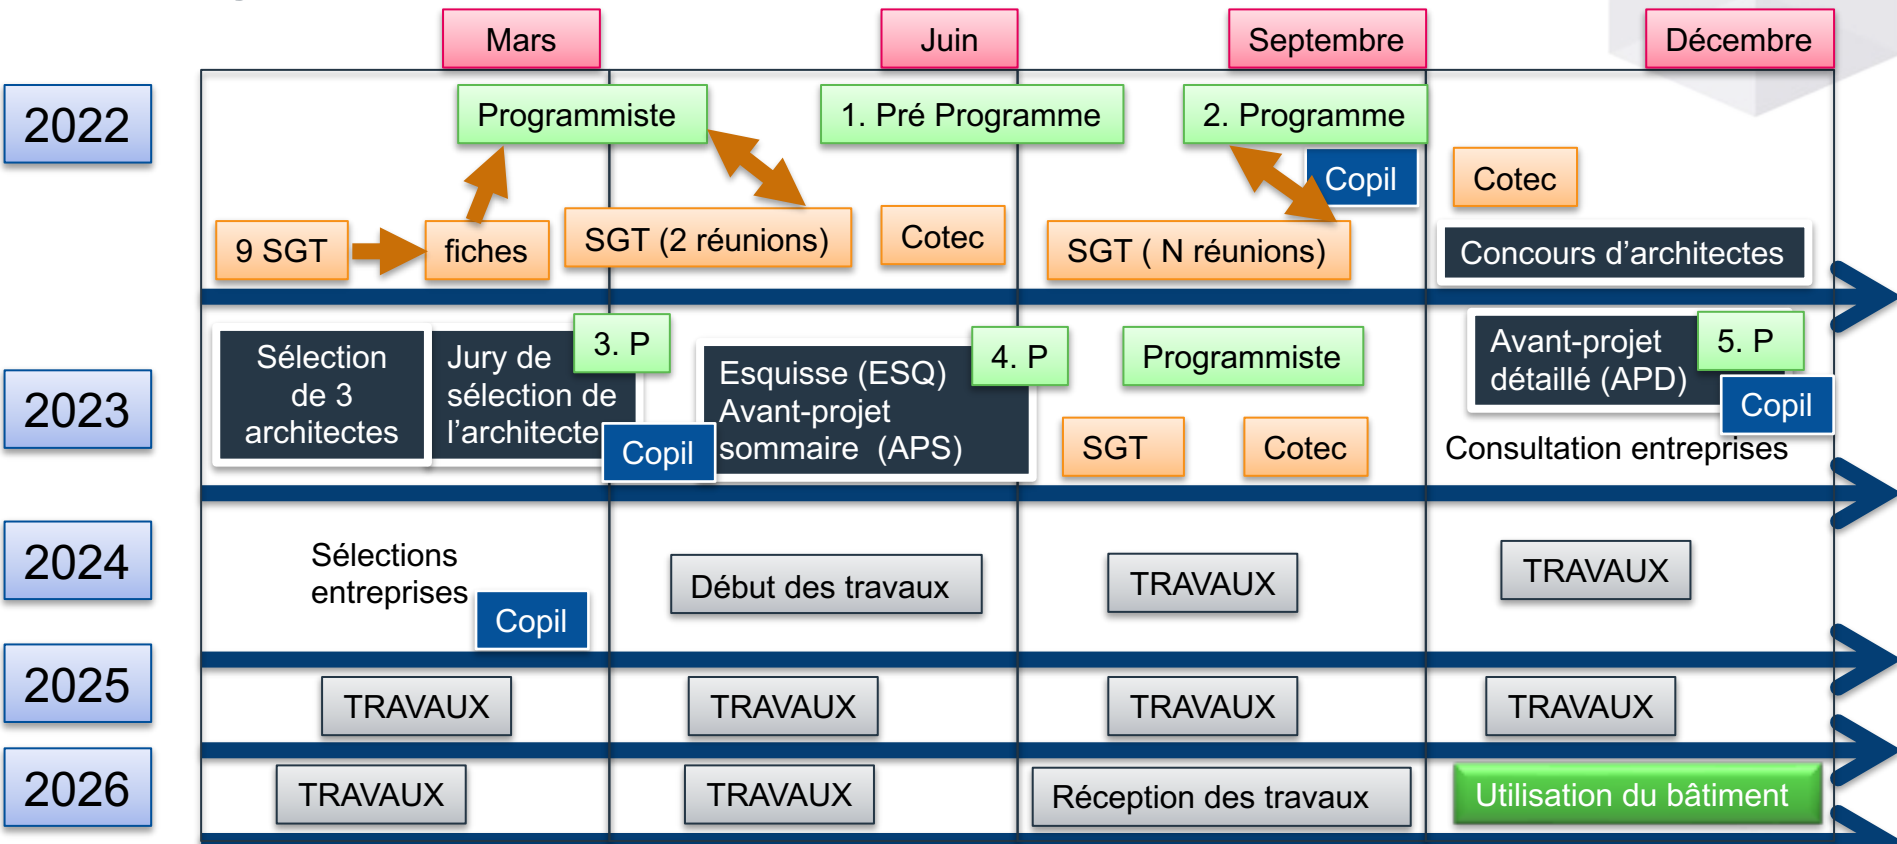 Mars
Juin
Septembre
Décembre
2022
Programmiste
1. Pré Programme
2. Programme
Copil
Cotec
9 SGT
fiches
SGT (2 réunions)
Cotec
SGT ( N réunions)
Concours d’architectes
2023
Sélection
de 3
architectes
Jury de
sélection de
l’architecte
3. P
Copil
Esquisse (ESQ)
Avant-projet
sommaire (APS)
4. P
Programmiste
SGT
Cotec
Avant-projet
détaillé (APD)
5. P
Copil
Consultation entreprises
2024
Sélections
entreprises
Copil
Début des travaux
TRAVAUX
TRAVAUX
2025
TRAVAUX
TRAVAUX
TRAVAUX
TRAVAUX
2026
TRAVAUX
TRAVAUX
Réception des travaux
Utilisation du bâtiment